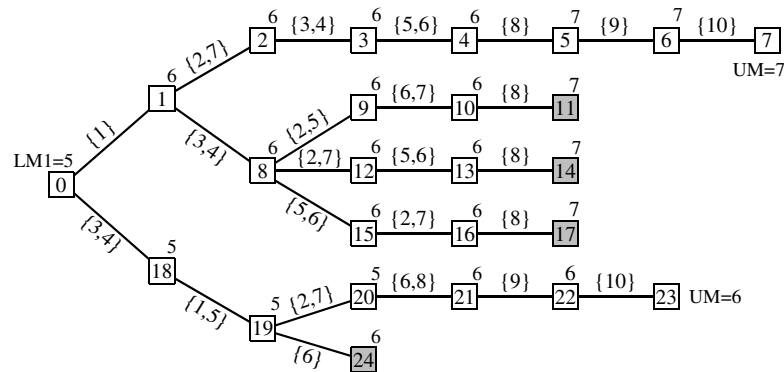 6 {3,4} 6 {5,6} 6 {8} 7 {9} 7 {10}
2 3 4 5 6 7
{2,7}
UM=7
6
1
6 {6,7} 6 {8} 7
9 10 11
{1}
{2,5}
{3,4}
LM1=5
0
6 {2,7} 6 {5,6} 6 {8} 7
8 12 13 14
{5,6}
6 {2,7} 6 {8} 7
15 16 17
{3,4}
5
18
5 {6,8} 6 {9} 6 {10}
{2,7}
20 21 22 23 UM=6
{1,5}
5
19
{6}
6
24